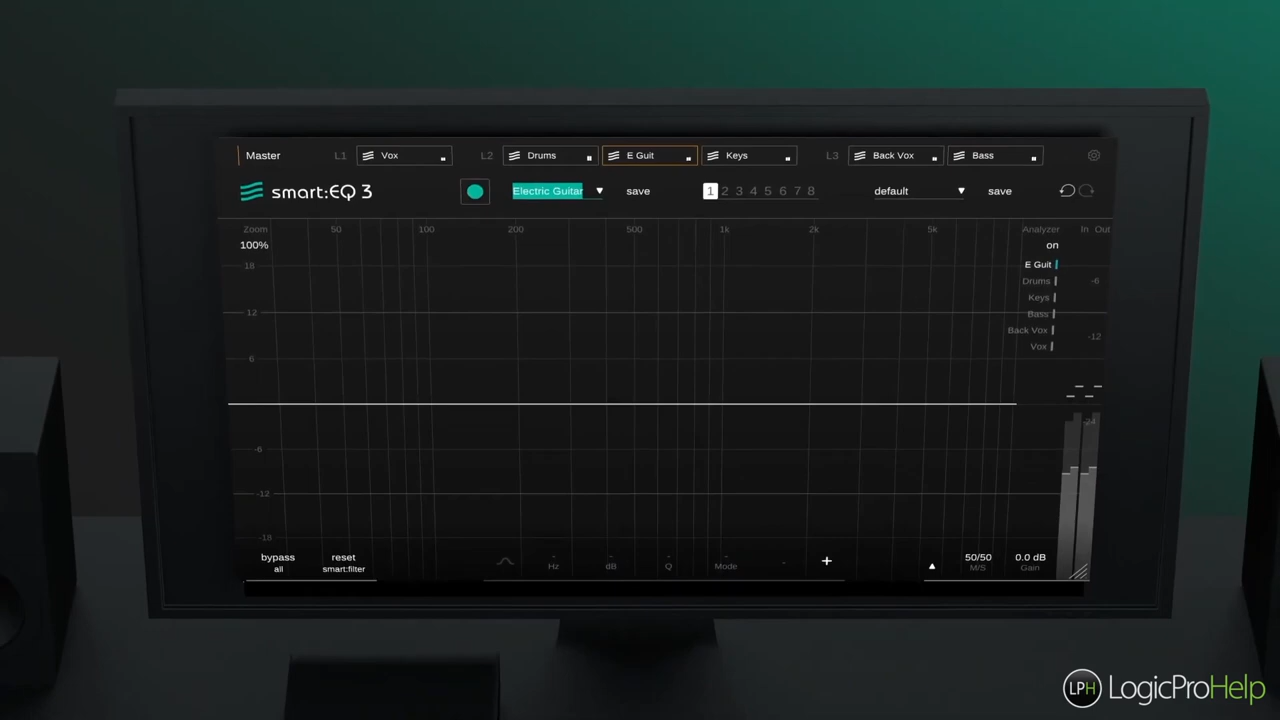 Master L1 Vox L2 Drums E Guit Keys L3 Back Vox Bass
smart:EQ 3 Electric Guitar save 1 2 3 4 5 6 7 8 default save
Zoom 50 100 200 500 1k 2k 5k Analyzer In Out
100% on
18 E Guit
Drums -6
Keys
12 Bass
Back Vox -12
Vox
6
-24
-6
-12
-18
bypass reset 50/50 0.0 dB
all smart:filter Hz dB Q Mode M/S Gain
LPH LogicProHelp